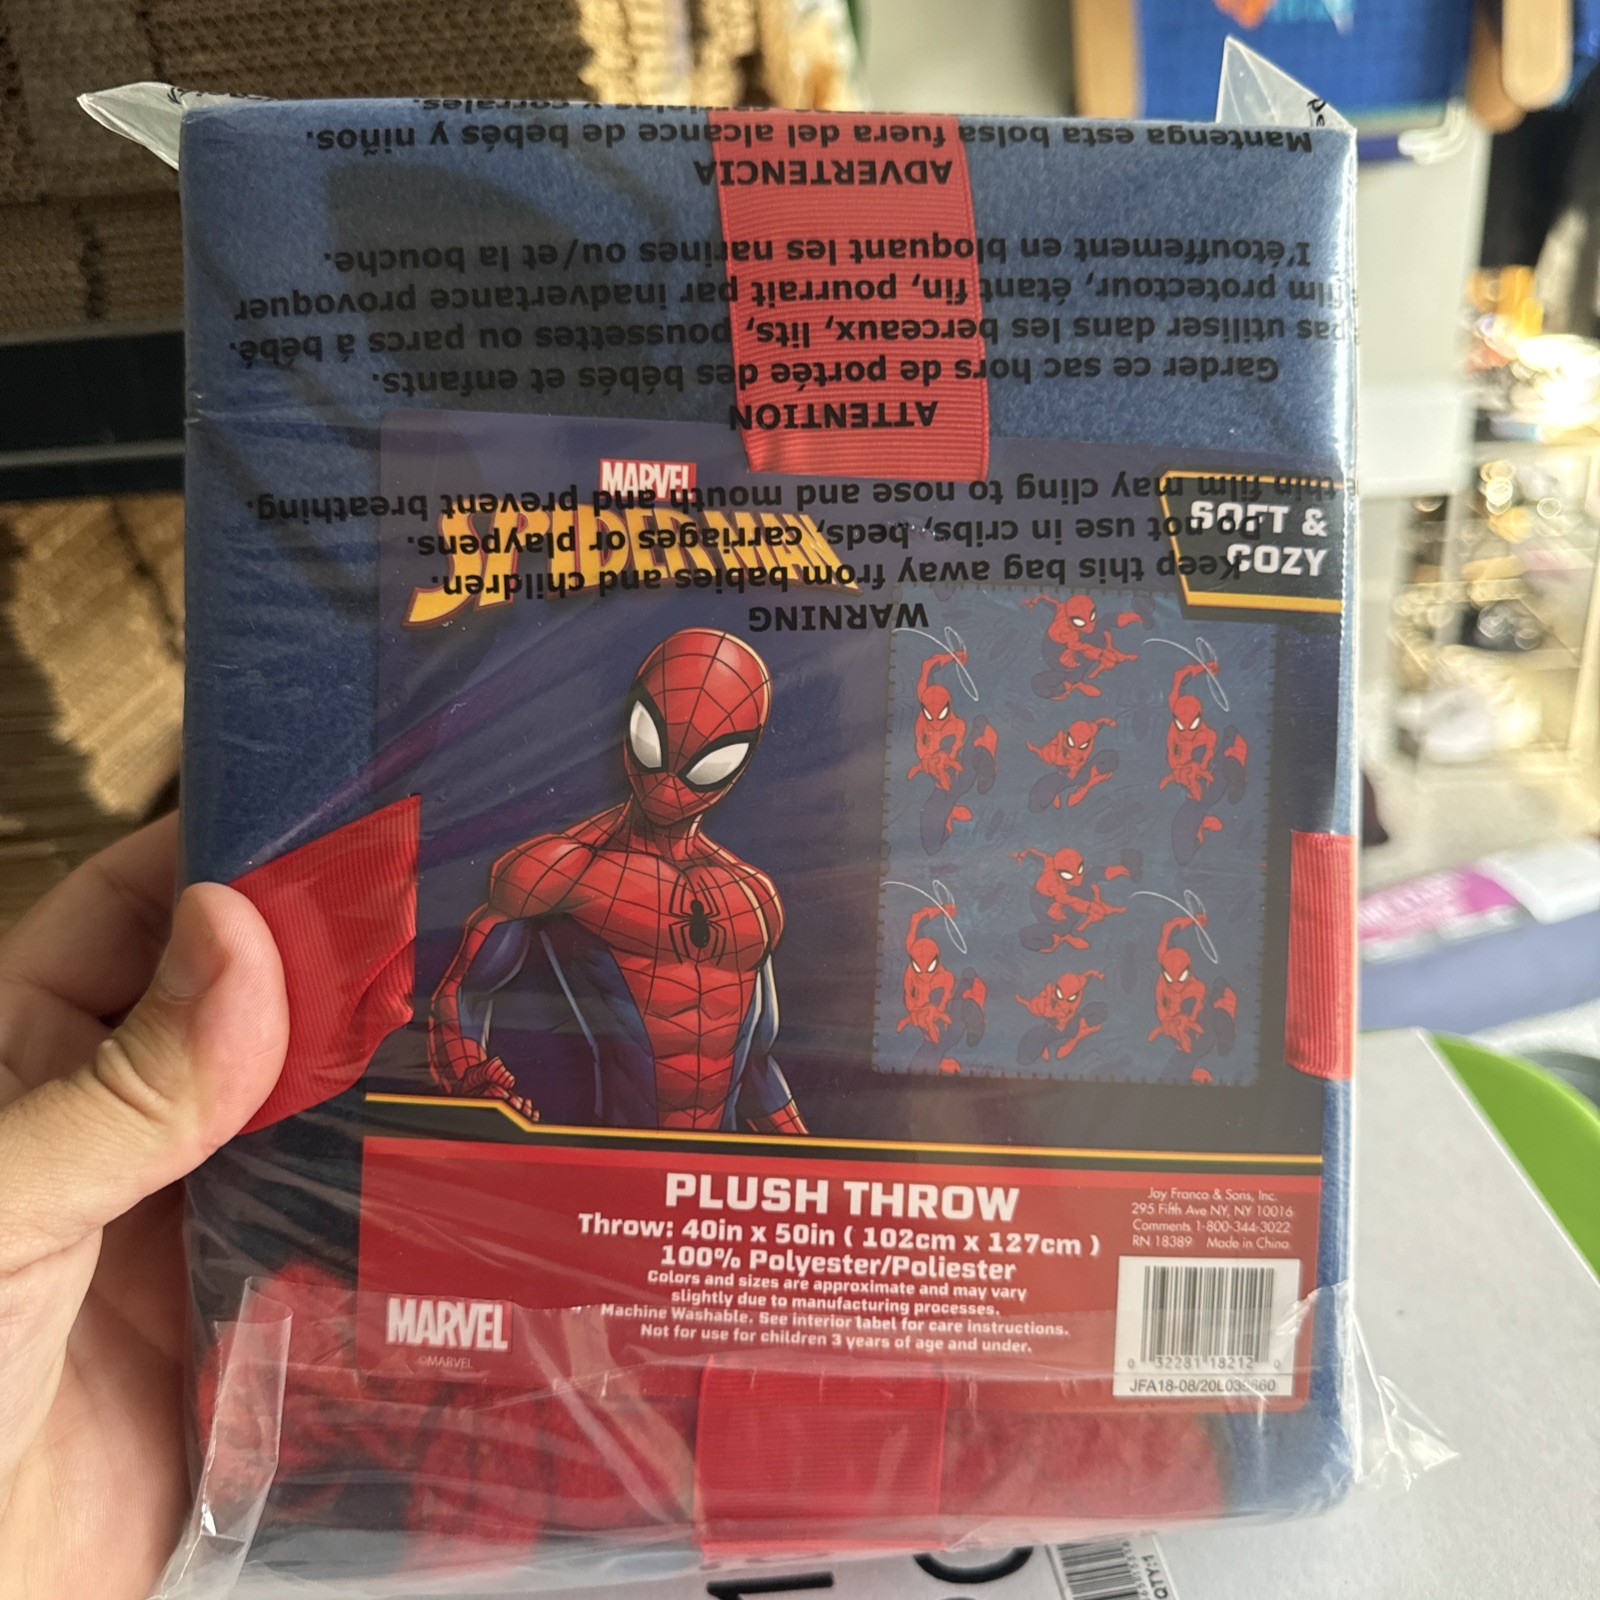 Mantenga esta bolsa fuera del alcance de bebés y niños.
ADVERTENCIA
l'étouffement en bloquant les narines ou/et la bouche.
film protectour, étant fin, pourrait par inadvertance provoquer
pas utiliser dans les berceaux, lits, poussettes ou parcs á bébé.
Garder ce sac hors de portée des bébés et enfants.
ATTENTION
thin film may cling to nose and mouth and prevent breathing.
Do not use in cribs, beds, carriages or playpens.
Keep this bag away from babies and children.
WARNING
MARVEL
SPIDER-MAN
SOFT &
COZY
PLUSH THROW
Throw: 40in x 50in ( 102cm x 127cm )
100% Polyester/Poliester
Colors and sizes are approximate and may vary
slightly due to manufacturing processes.
Machine Washable. See interior label for care instructions.
Not for use for children 3 years of age and under.
MARVEL
©MARVEL
Jay Franco & Sons, Inc.
295 Fifth Ave NY, NY 10016
Comments 1-800-344-3022
RN 18389 Made in China
0 32281 18212 0
QTY:1